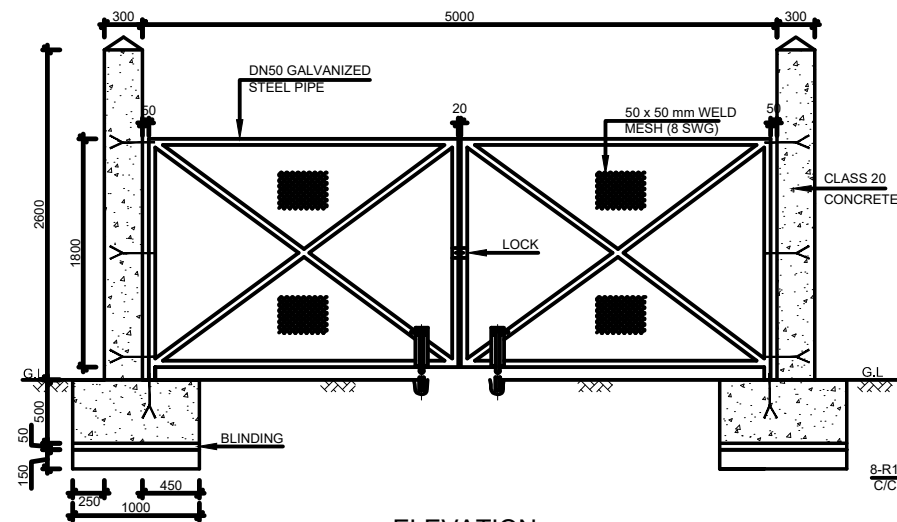 300
5000
300
DN50 GALVANIZED
STEEL PIPE
50
20
50
50 x 50 mm WELD
MESH (8 SWG)
CLASS 20
CONCRETE
2600
1800
LOCK
G.L
G.L
500
50
BLINDING
150
250
450
1000
8-R1
C/C
ELEVATION